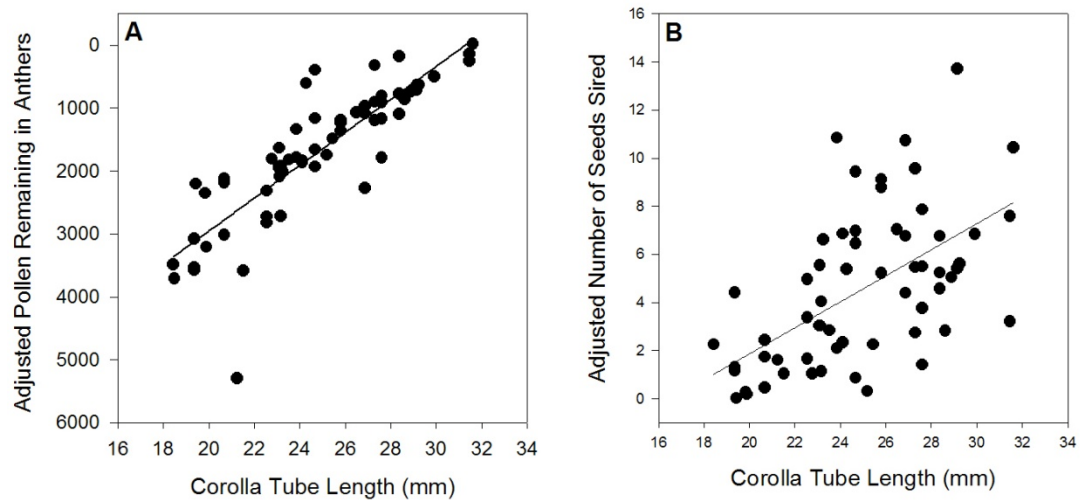 A
Adjusted Pollen Remaining in Anthers
0
1000
2000
3000
4000
5000
6000
16 18 20 22 24 26 28 30 32 34
Corolla Tube Length (mm)
B
Adjusted Number of Seeds Sired
16
14
12
10
8
6
4
2
0
16 18 20 22 24 26 28 30 32 34
Corolla Tube Length (mm)